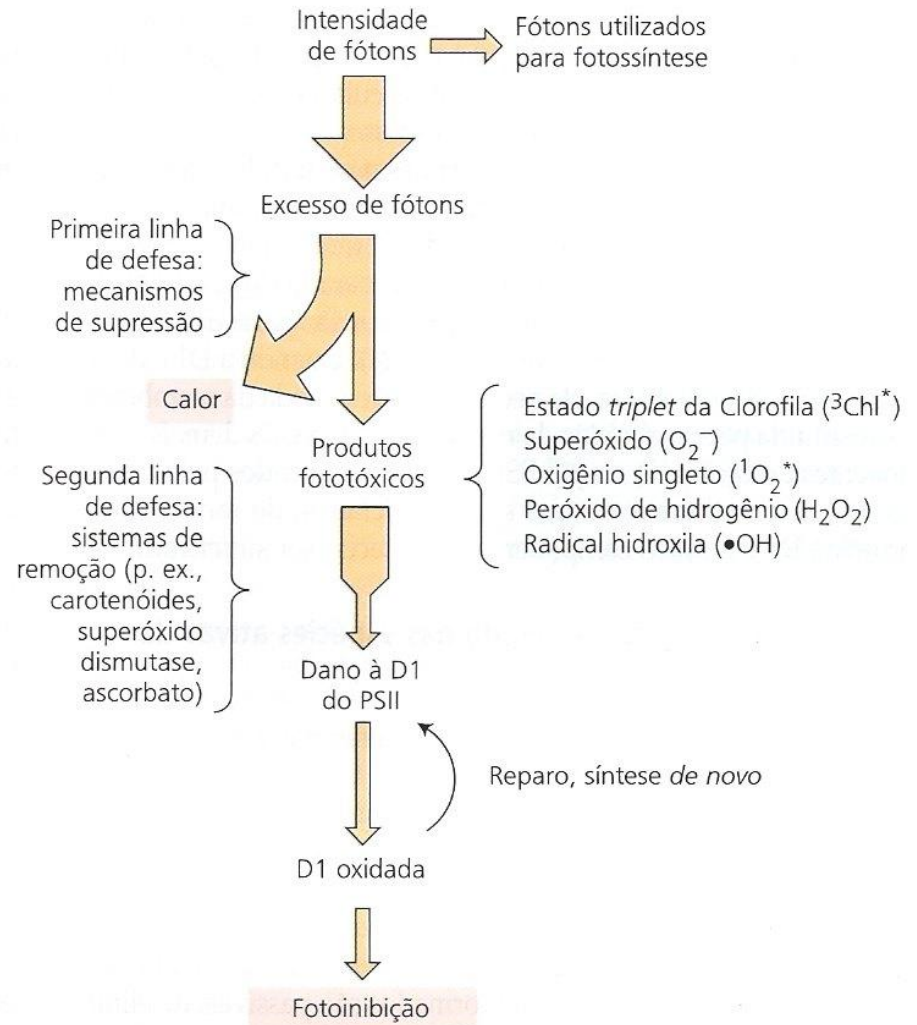 Intensidade
de fótons
Fótons utilizados
para fotossíntese
Excesso de fótons
Primeira linha
de defesa:
mecanismos
de supressão
Calor
Produtos
fototóxicos
Estado triplet da Clorofila (³Chl*)
Superóxido (O₂⁻)
Oxigênio singleto (¹O₂*)
Peróxido de hidrogênio (H₂O₂)
Radical hidroxila (•OH)
Segunda linha
de defesa:
sistemas de
remoção (p. ex.,
carotenóides,
superóxido
dismutase,
ascorbato)
Dano à D1
do PSII
Reparo, síntese de novo
D1 oxidada
Fotoinibição